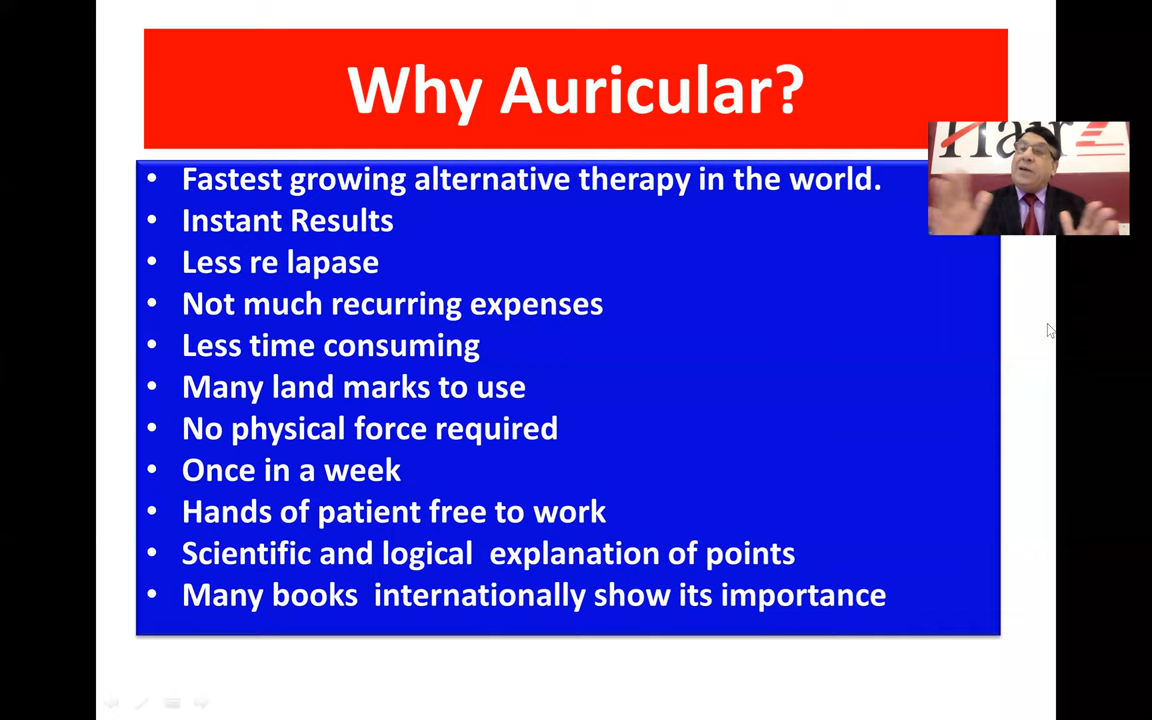 Why Auricular?
• Fastest growing alternative therapy in the world.
• Instant Results
• Less re lapase
• Not much recurring expenses
• Less time consuming
• Many land marks to use
• No physical force required
• Once in a week
• Hands of patient free to work
• Scientific and logical  explanation of points
• Many books  internationally show its importance
Hair